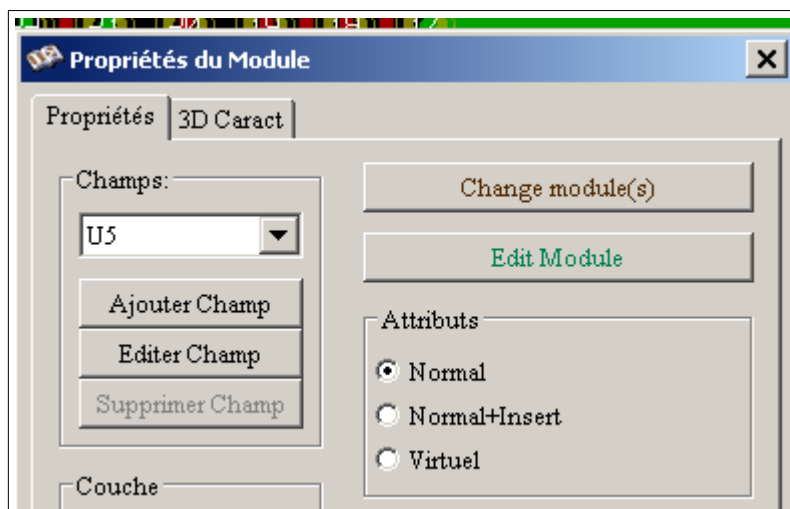 Propriétés du Module
Propriétés
3D Caract
Champs:
U5
Ajouter Champ
Editer Champ
Supprimer Champ
Couche
Change module(s)
Edit Module
Attributs
Normal
Normal+Insert
Virtuel